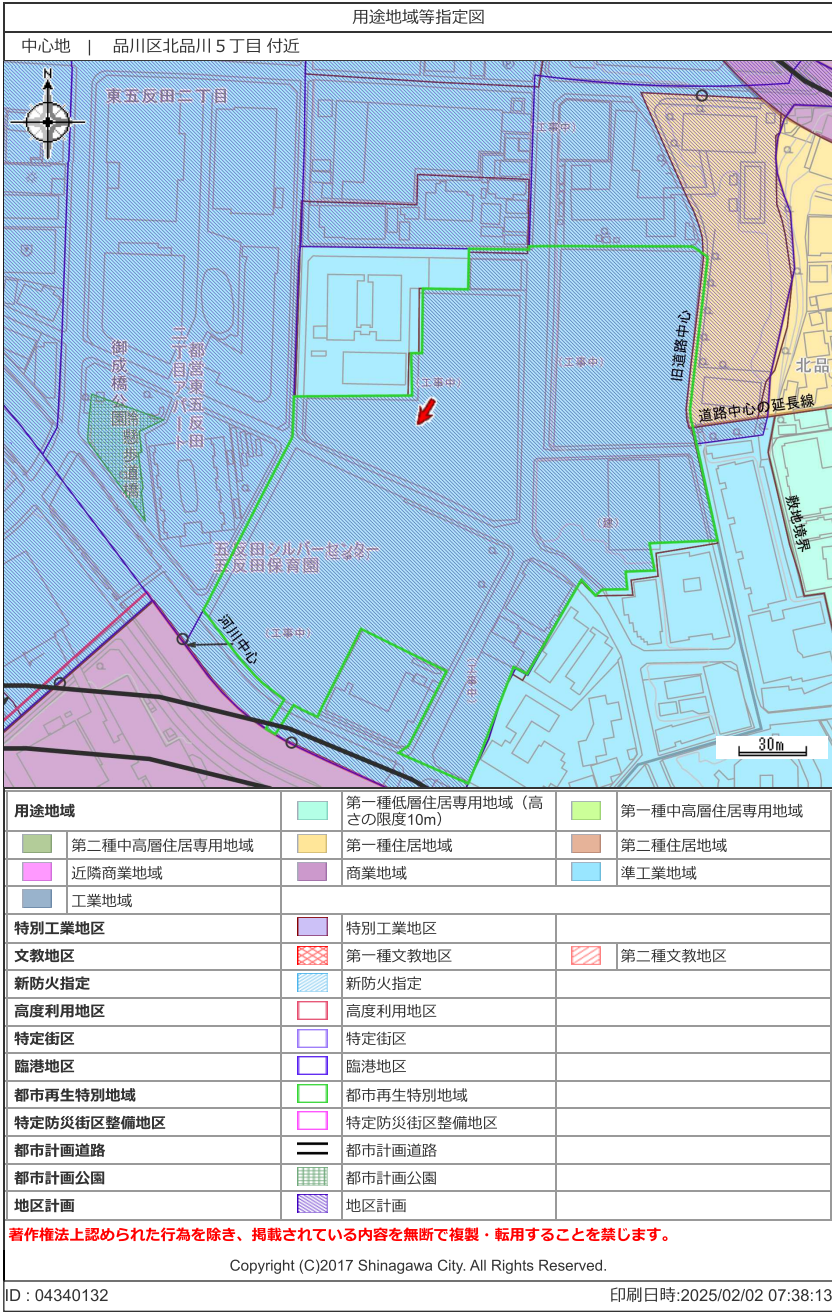 用途地域等指定図
中心地 | 品川区北品川５丁目 付近
N
東五反田二丁目
(工事中)
御成橋公園
都営東五反田
二丁目アパート
(工事中)
(工事中)
旧道路中心
道路中心の延長線
北品
敷地境界
(建)
五反田シルバーセンター
五反田保育園
河川中心
(工事中)
(工事中)
30m
用途地域
第一種低層住居専用地域（高さの限度10m）
第一種中高層住居専用地域
第二種中高層住居専用地域
第一種住居地域
第二種住居地域
近隣商業地域
商業地域
準工業地域
工業地域
特別工業地区
特別工業地区
文教地区
第一種文教地区
第二種文教地区
新防火指定
新防火指定
高度利用地区
高度利用地区
特定街区
特定街区
臨港地区
臨港地区
都市再生特別地域
都市再生特別地域
特定防災街区整備地区
特定防災街区整備地区
都市計画道路
都市計画道路
都市計画公園
都市計画公園
地区計画
地区計画
著作権法上認められた行為を除き、掲載されている内容を無断で複製・転用することを禁じます。
Copyright (C)2017 Shinagawa City. All Rights Reserved.
ID : 04340132
印刷日時:2025/02/02 07:38:13